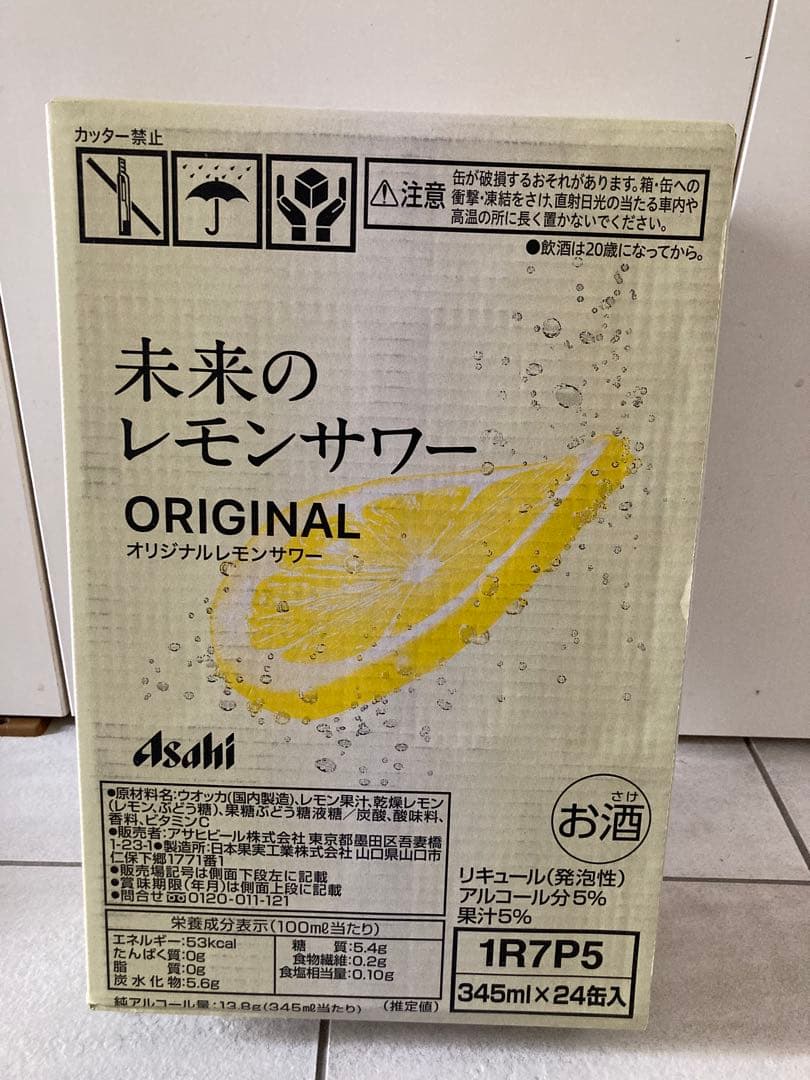 カッター禁止
⚠注意
缶が破損するおそれがあります。箱・缶への
衝撃・凍結をさけ、直射日光の当たる車内や
高温の所に長く置かないでください。
●飲酒は20歳になってから。
未来の
レモンサワー
ORIGINAL
オリジナルレモンサワー
Asahi
●原材料名:ウオッカ(国内製造)、レモン果汁、乾燥レモン
(レモン、ぶどう糖)、果糖ぶどう糖液糖/炭酸、酸味料、
香料、ビタミンC
●販売者:アサヒビール株式会社 東京都墨田区吾妻橋
1-23-1●製造所:日本果実工業株式会社 山口県山口市
仁保下郷1771番1
●販売場記号は側面下段左に記載
●賞味期限(年月)は側面上段に記載
●問合せ 0120-011-121
さけ
お酒
リキュール(発泡性)
アルコール分5%
果汁5%
栄養成分表示(100mℓ当たり)
エネルギー:53kcal
たんぱく質:0g
脂質:0g
炭水化物:5.6g
糖質:5.4g
食物繊維:0.2g
食塩相当量:0.10g
純アルコール量:13.8g(345mℓ当たり) (推定値)
1R7P5
345ml×24缶入